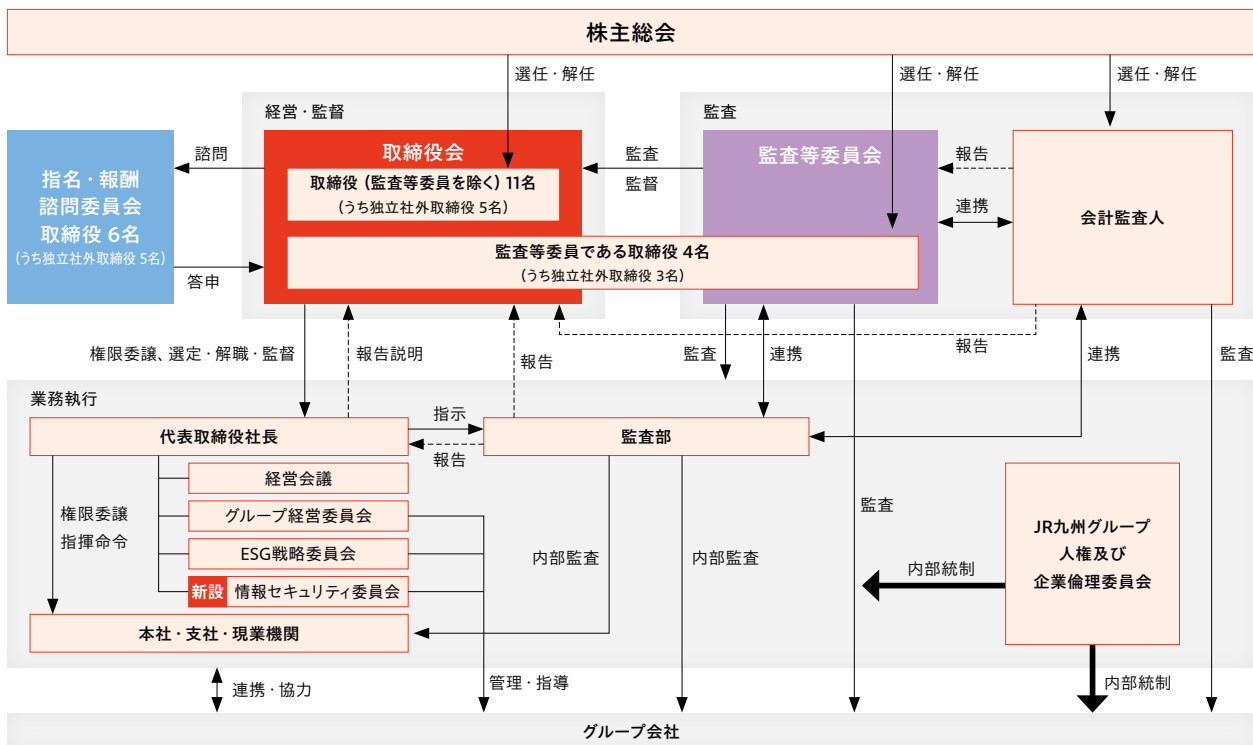 株主総会
選任・解任
選任・解任
選任・解任
経営・監督
監査
指名・報酬
諮問委員会
取締役 6名
(うち独立社外取締役 5名)
諮問
答申
取締役会
取締役 (監査等委員を除く) 11名
(うち独立社外取締役 5名)
監査
監督
監査等委員会
監査等委員である取締役 4名
(うち独立社外取締役 3名)
報告
連携
会計監査人
権限委譲、選定・解職・監督
報告説明
報告
監査
連携
報告
連携
監査
業務執行
代表取締役社長
指示
報告
監査部
経営会議
グループ経営委員会
ESG戦略委員会
新設 情報セキュリティ委員会
権限委譲
指揮命令
本社・支社・現業機関
内部監査
内部監査
監査
内部統制
JR九州グループ
人権及び
企業倫理委員会
内部統制
連携・協力
管理・指導
グループ会社